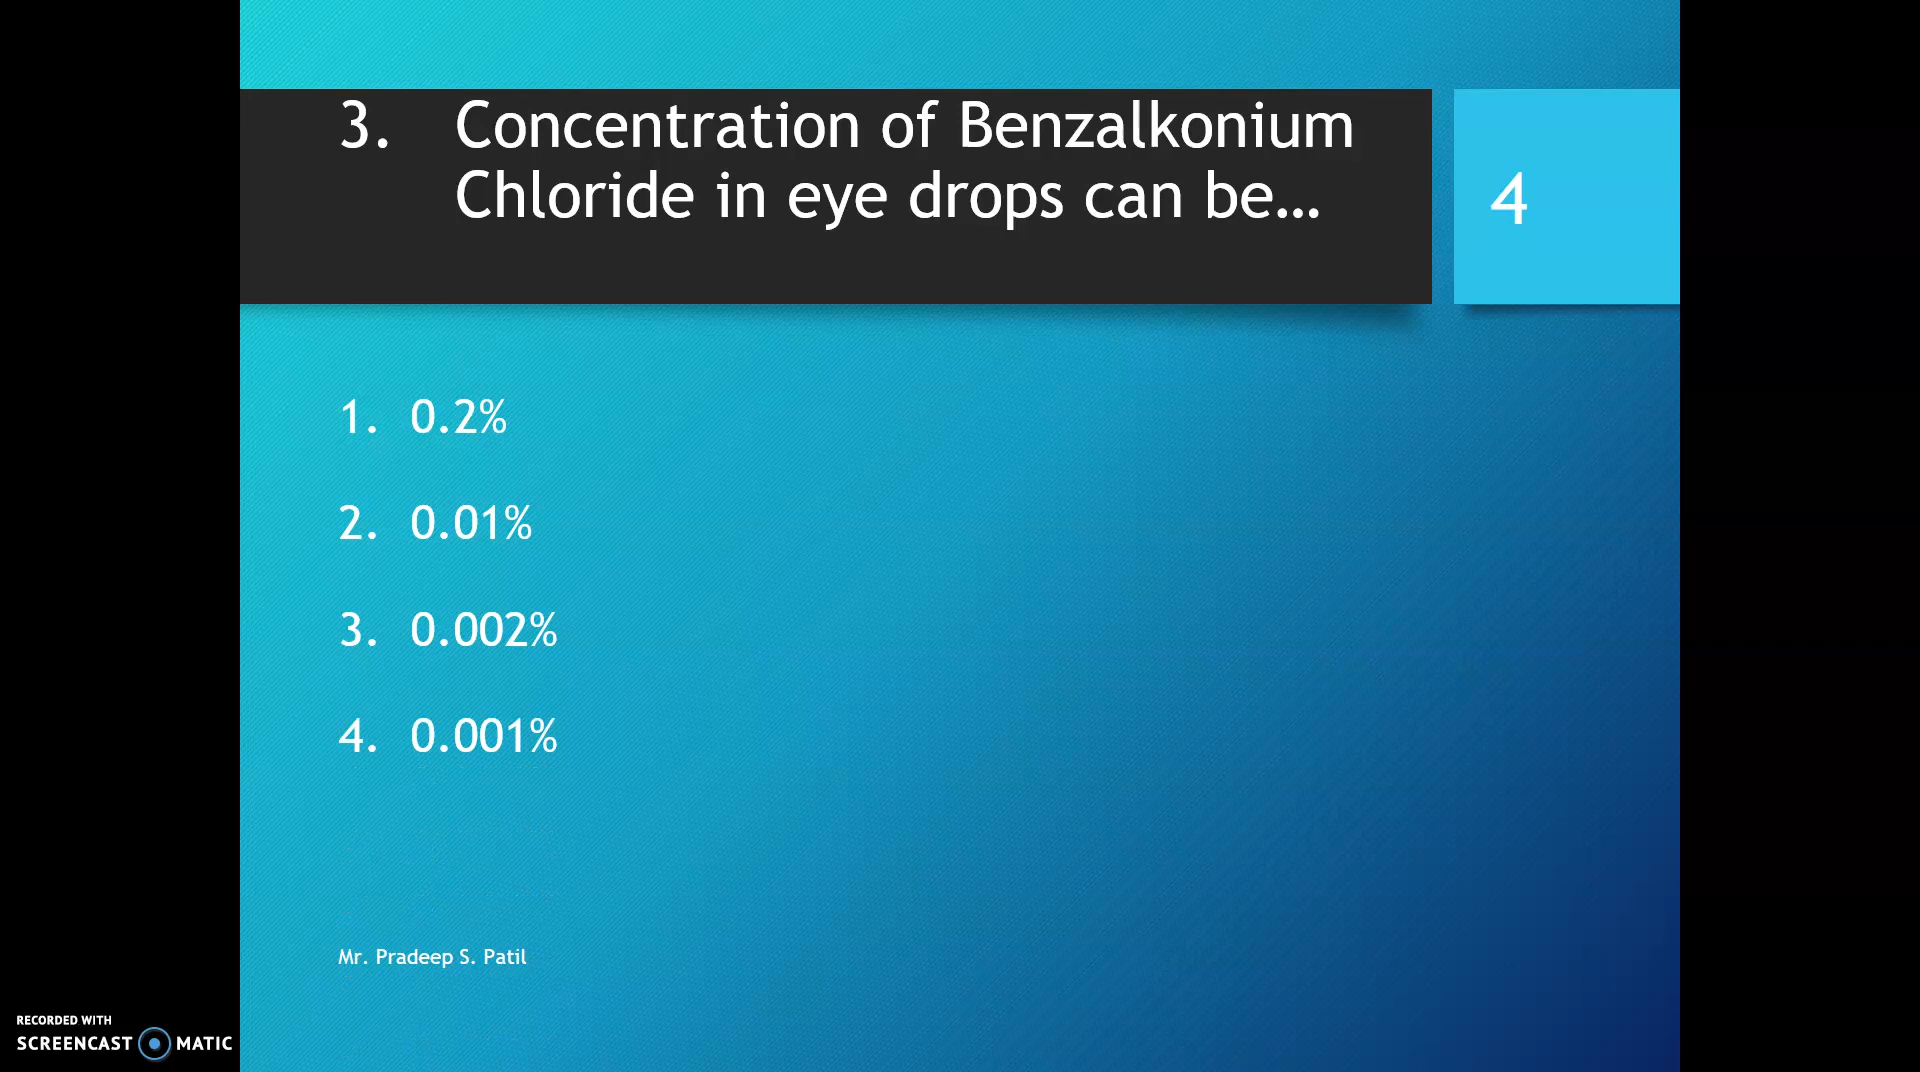 3. Concentration of Benzalkonium
Chloride in eye drops can be…
4
1. 0.2%
2. 0.01%
3. 0.002%
4. 0.001%
Mr. Pradeep S. Patil
RECORDED WITH
SCREENCAST MATIC